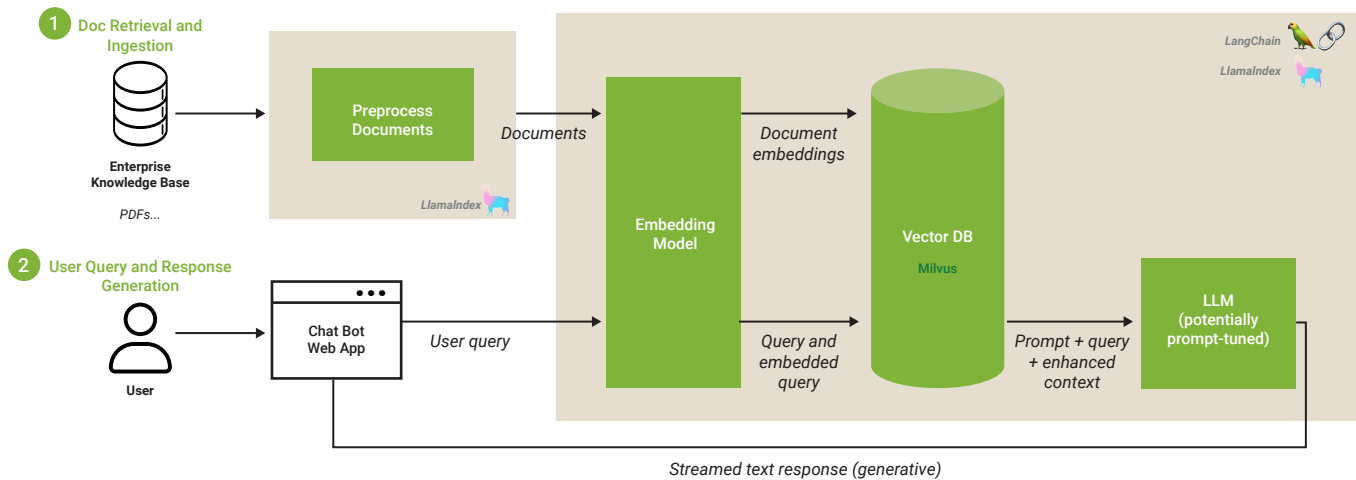 1
Doc Retrieval and
Ingestion
Enterprise
Knowledge Base
PDFs...
Preprocess
Documents
LlamaIndex
Documents
Embedding
Model
Document
embeddings
Vector DB
Milvus
LangChain
LlamaIndex
2
User Query and Response
Generation
User
Chat Bot
Web App
User query
Query and
embedded
query
Prompt + query
+ enhanced
context
LLM
(potentially
prompt-tuned)
Streamed text response (generative)